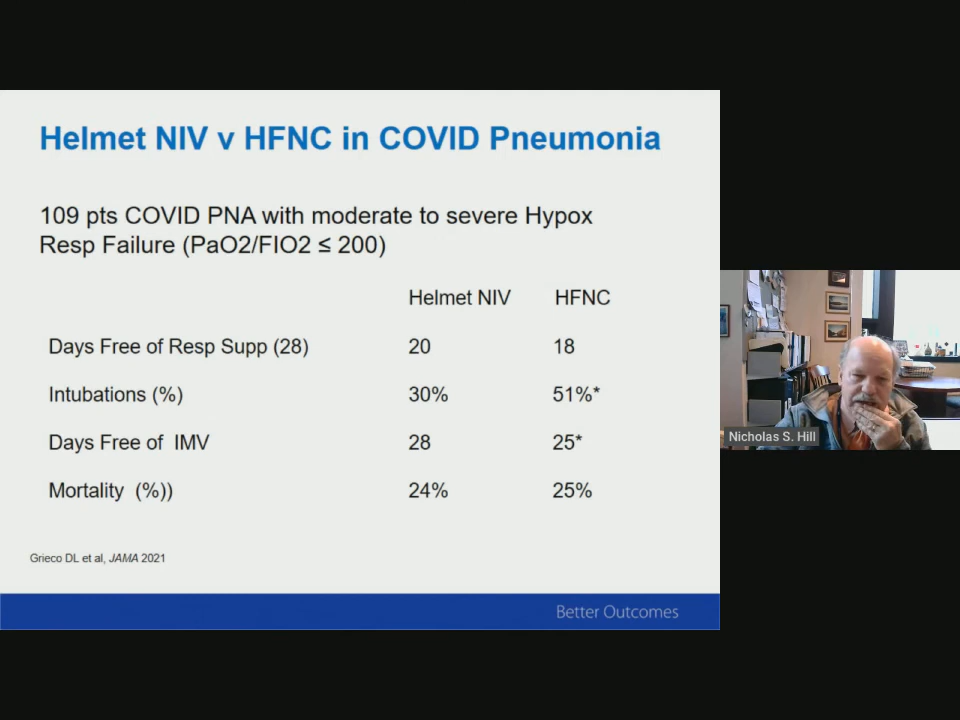 Helmet NIV v HFNC in COVID Pneumonia
109 pts COVID PNA with moderate to severe Hypox
Resp Failure (PaO2/FIO2 ≤ 200)
Helmet NIV HFNC
Days Free of Resp Supp (28) 20 18
Intubations (%) 30% 51%*
Days Free of IMV 28 25*
Mortality (%)) 24% 25%
Grieco DL et al, JAMA 2021
Better Outcomes
Nicholas S. Hill